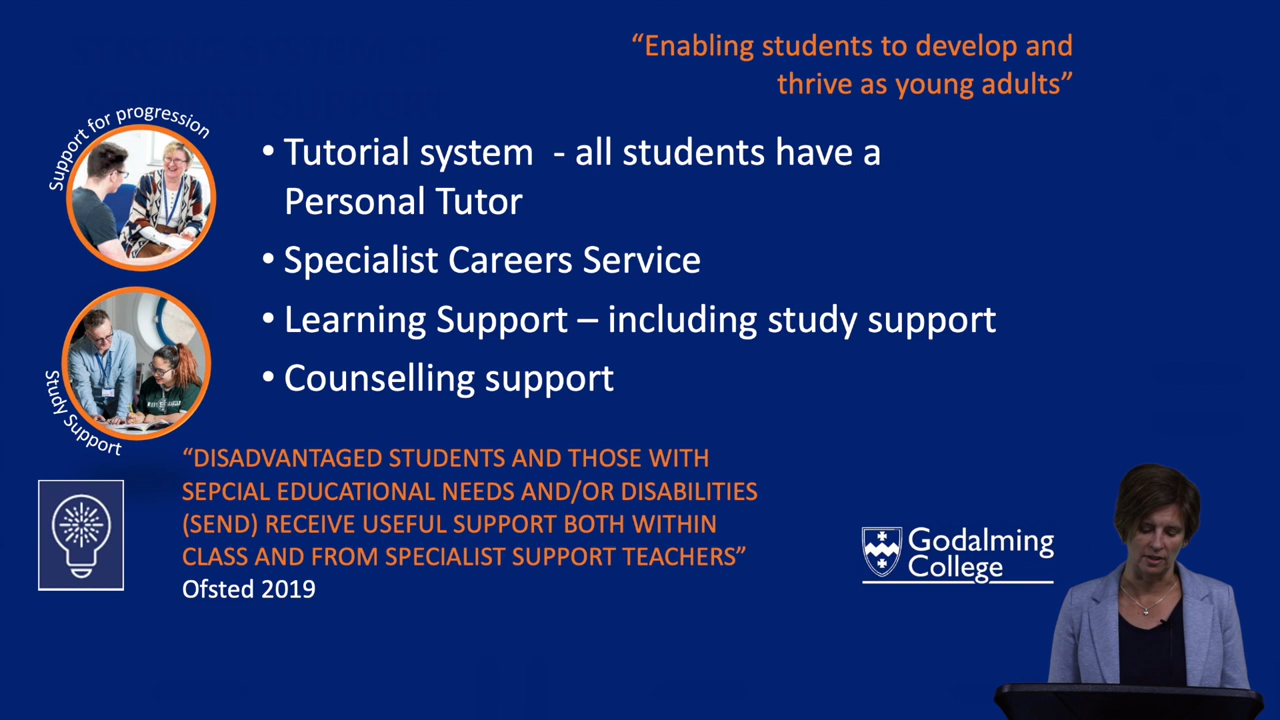 “Enabling students to develop and
thrive as young adults”
Support for progression
• Tutorial system - all students have a
Personal Tutor
• Specialist Careers Service
• Learning Support – including study support
• Counselling support
Study Support
“DISADVANTAGED STUDENTS AND THOSE WITH
SEPCIAL EDUCATIONAL NEEDS AND/OR DISABILITIES
(SEND) RECEIVE USEFUL SUPPORT BOTH WITHIN
CLASS AND FROM SPECIALIST SUPPORT TEACHERS”
Ofsted 2019
Godalming
College